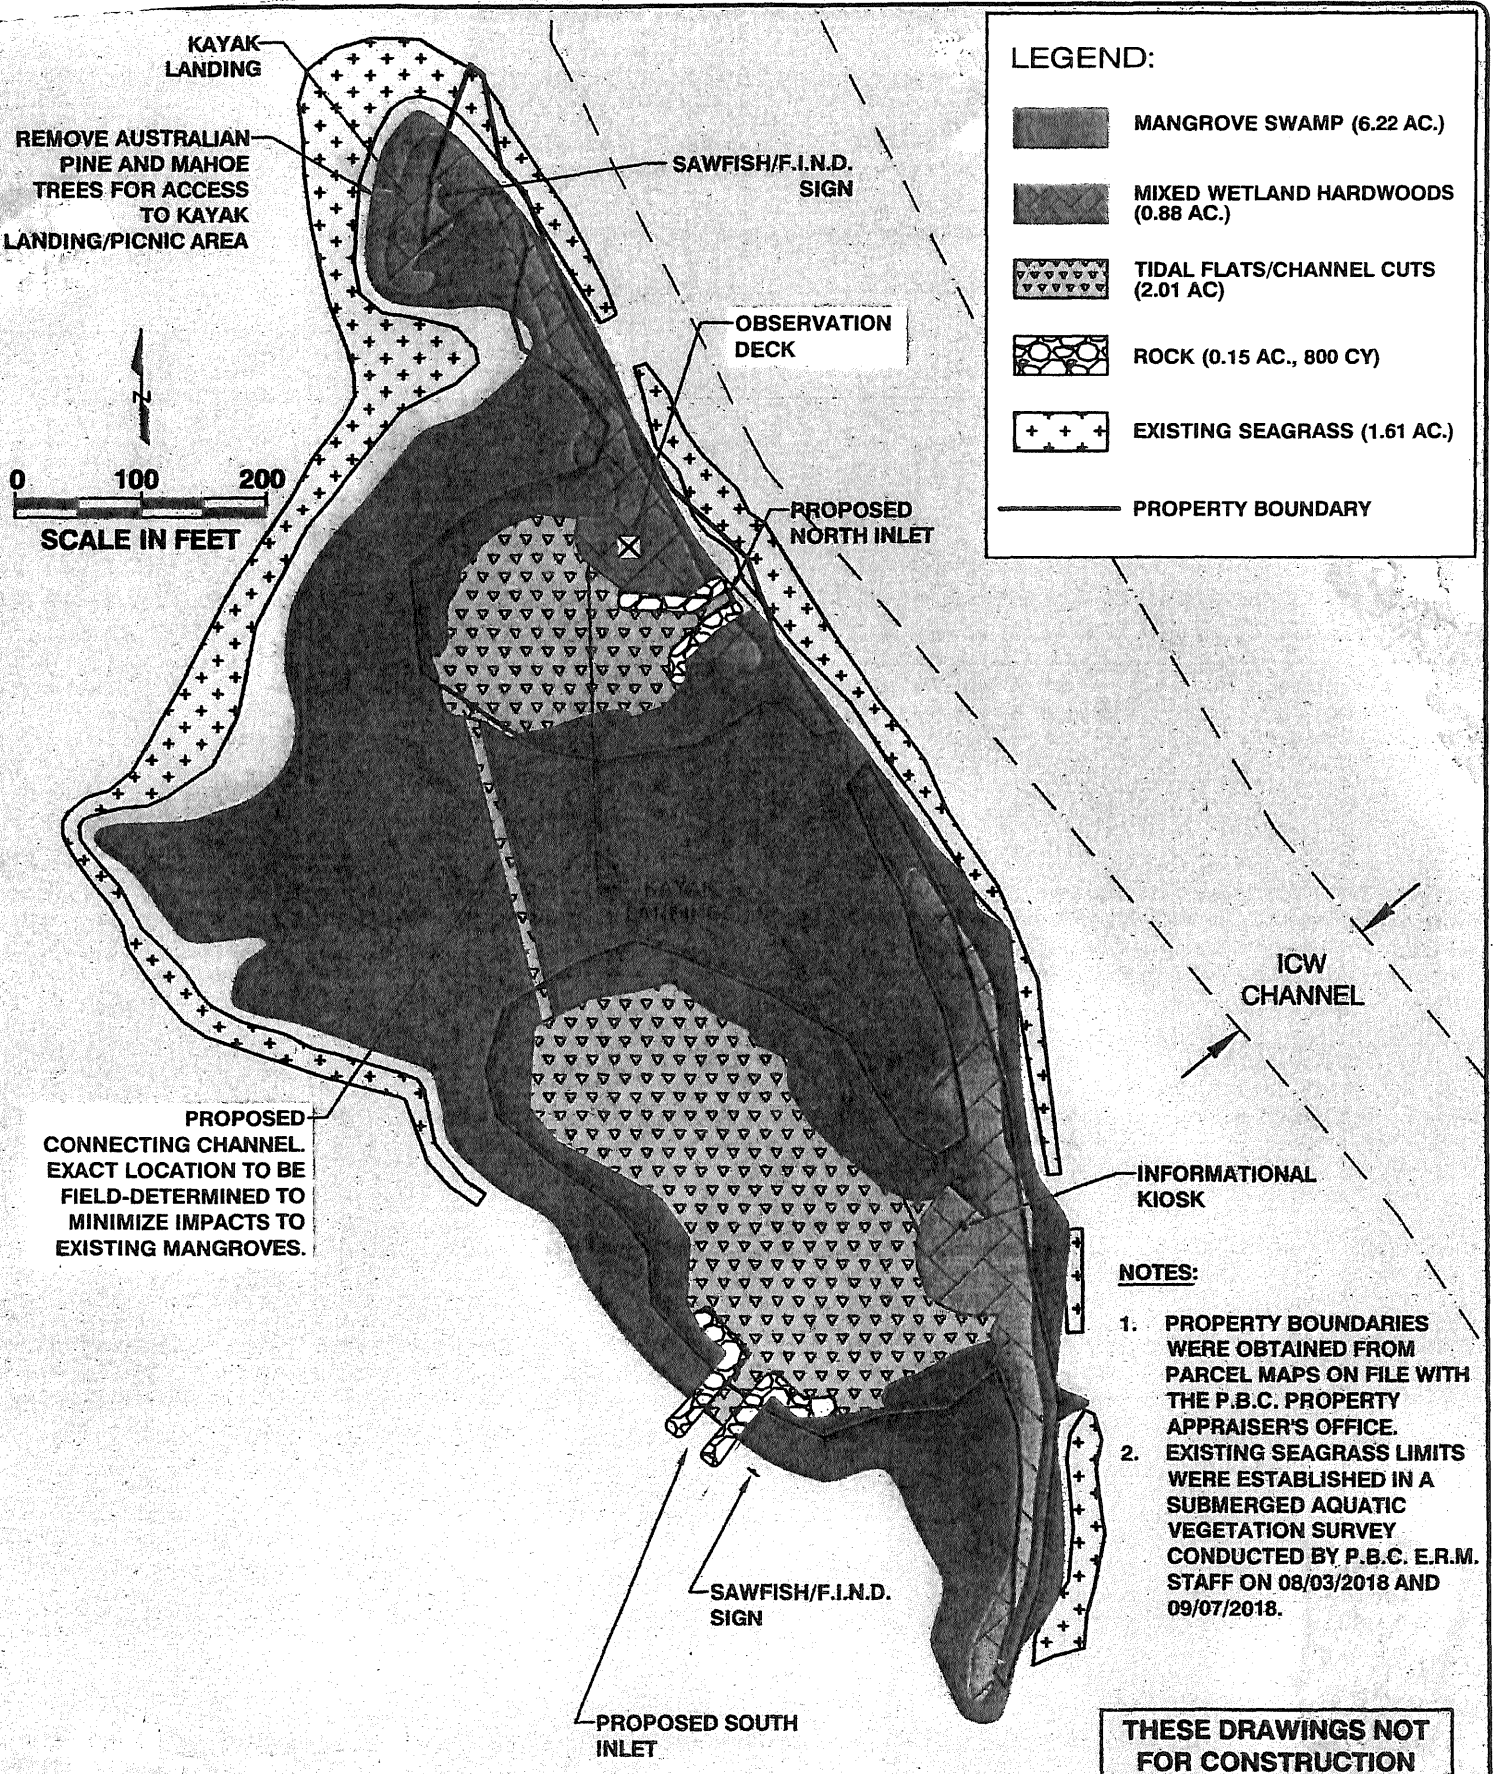 KAYAK
LANDING
REMOVE AUSTRALIAN
PINE AND MAHOE
TREES FOR ACCESS
TO KAYAK
LANDING/PICNIC AREA
SAWFISH/F.I.N.D.
SIGN
OBSERVATION
DECK
PROPOSED
NORTH INLET
N
0 100 200
SCALE IN FEET
LEGEND:
MANGROVE SWAMP (6.22 AC.)
MIXED WETLAND HARDWOODS
(0.88 AC.)
TIDAL FLATS/CHANNEL CUTS
(2.01 AC)
ROCK (0.15 AC., 800 CY)
EXISTING SEAGRASS (1.61 AC.)
PROPERTY BOUNDARY
KAYAK
LANDING
ICW
CHANNEL
PROPOSED
CONNECTING CHANNEL.
EXACT LOCATION TO BE
FIELD-DETERMINED TO
MINIMIZE IMPACTS TO
EXISTING MANGROVES.
INFORMATIONAL
KIOSK
NOTES:
1. PROPERTY BOUNDARIES
WERE OBTAINED FROM
PARCEL MAPS ON FILE WITH
THE P.B.C. PROPERTY
APPRAISER'S OFFICE.
2. EXISTING SEAGRASS LIMITS
WERE ESTABLISHED IN A
SUBMERGED AQUATIC
VEGETATION SURVEY
CONDUCTED BY P.B.C. E.R.M.
STAFF ON 08/03/2018 AND
09/07/2018.
SAWFISH/F.I.N.D.
SIGN
PROPOSED SOUTH
INLET
THESE DRAWINGS NOT
FOR CONSTRUCTION